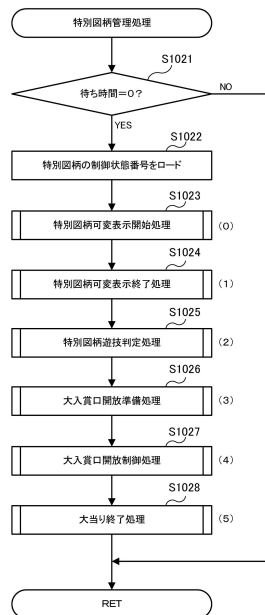 特別図柄管理処理
S1021
待ち時間=0?
NO
YES
S1022
特別図柄の制御状態番号をロード
S1023
特別図柄可変表示開始処理
(0)
S1024
特別図柄可変表示終了処理
(1)
S1025
特別図柄遊技判定処理
(2)
S1026
大入賞口開放準備処理
(3)
S1027
大入賞口開放制御処理
(4)
S1028
大当り終了処理
(5)
RET